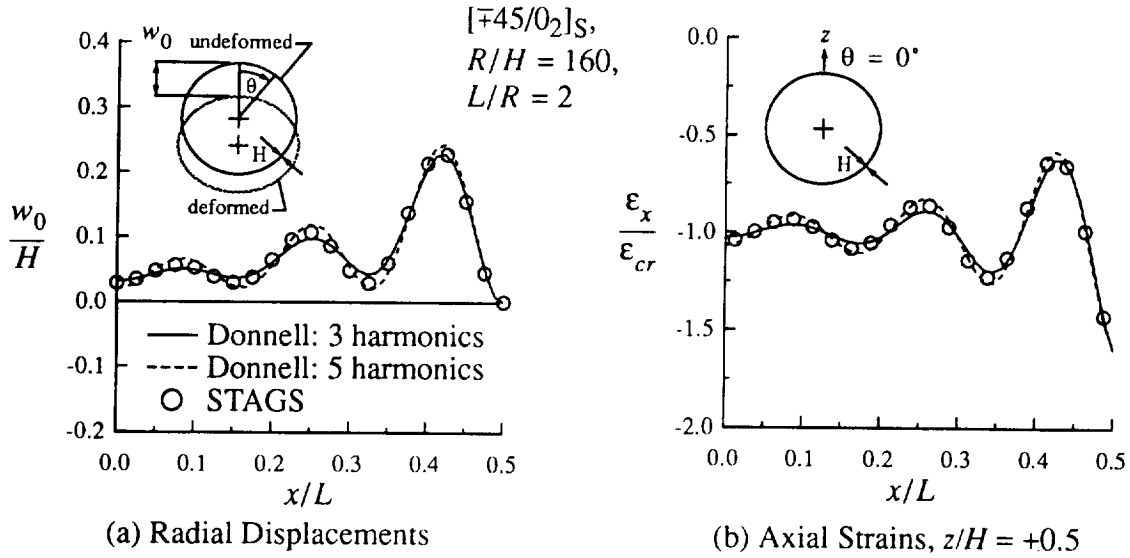 [∓45/0₂]S,
R/H = 160,
L/R = 2
0.4
0.3
0.2
0.1
0.0
-0.1
-0.2
w₀
H
w₀
undeformed
θ
H
deformed
Donnell: 3 harmonics
Donnell: 5 harmonics
STAGS
0.0 0.1 0.2 0.3 0.4 0.5
x/L
(a) Radial Displacements
0.0
-0.5
-1.0
-1.5
-2.0
εx
εcr
z
θ = 0°
H
0.0 0.1 0.2 0.3 0.4 0.5
x/L
(b) Axial Strains, z/H = +0.5